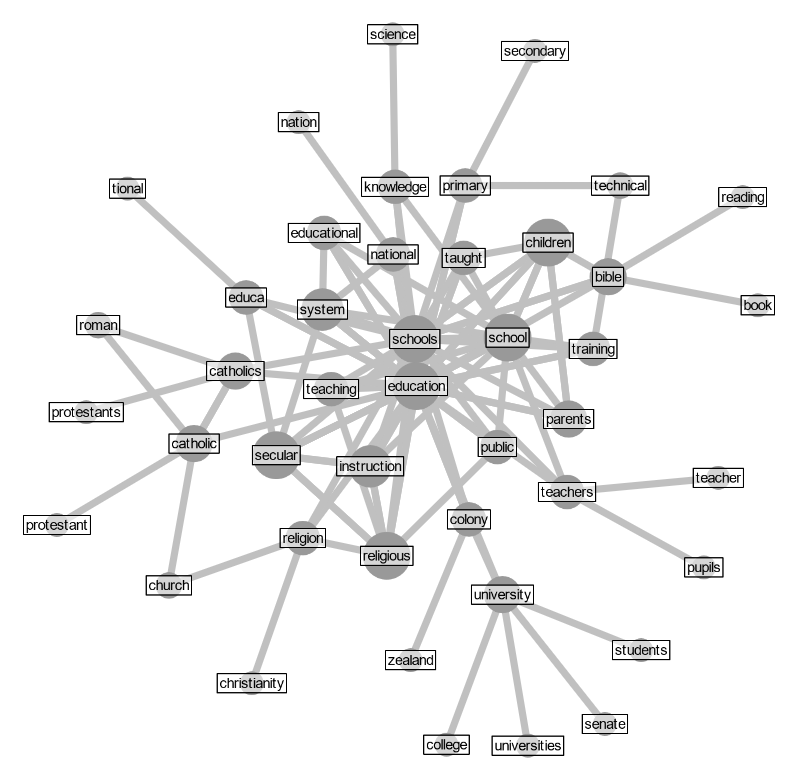 science
secondary
nation
knowledge
primary
technical
tional
reading
educational
children
national
taught
bible
educa
system
book
roman
schools
school
training
catholics
teaching
education
protestants
parents
catholic
secular
instruction
public
teacher
teachers
protestant
colony
religion
religious
pupils
church
university
students
zealand
christianity
senate
college
universities